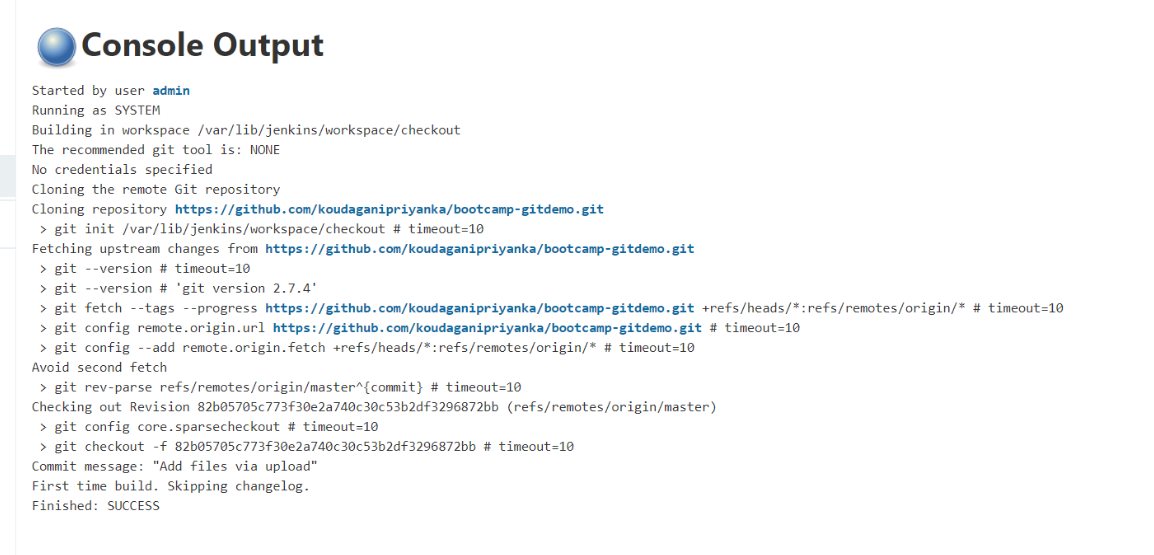 Console Output
Started by user admin
Running as SYSTEM
Building in workspace /var/lib/jenkins/workspace/checkout
The recommended git tool is: NONE
No credentials specified
Cloning the remote Git repository
Cloning repository https://github.com/koudaganipriyanka/bootcamp-gitdemo.git
 > git init /var/lib/jenkins/workspace/checkout # timeout=10
Fetching upstream changes from https://github.com/koudaganipriyanka/bootcamp-gitdemo.git
 > git --version # timeout=10
 > git --version # 'git version 2.7.4'
 > git fetch --tags --progress https://github.com/koudaganipriyanka/bootcamp-gitdemo.git +refs/heads/*:refs/remotes/origin/* # timeout=10
 > git config remote.origin.url https://github.com/koudaganipriyanka/bootcamp-gitdemo.git # timeout=10
 > git config --add remote.origin.fetch +refs/heads/*:refs/remotes/origin/* # timeout=10
Avoid second fetch
 > git rev-parse refs/remotes/origin/master^{commit} # timeout=10
Checking out Revision 82b05705c773f30e2a740c30c53b2df3296872bb (refs/remotes/origin/master)
 > git config core.sparsecheckout # timeout=10
 > git checkout -f 82b05705c773f30e2a740c30c53b2df3296872bb # timeout=10
Commit message: "Add files via upload"
First time build. Skipping changelog.
Finished: SUCCESS